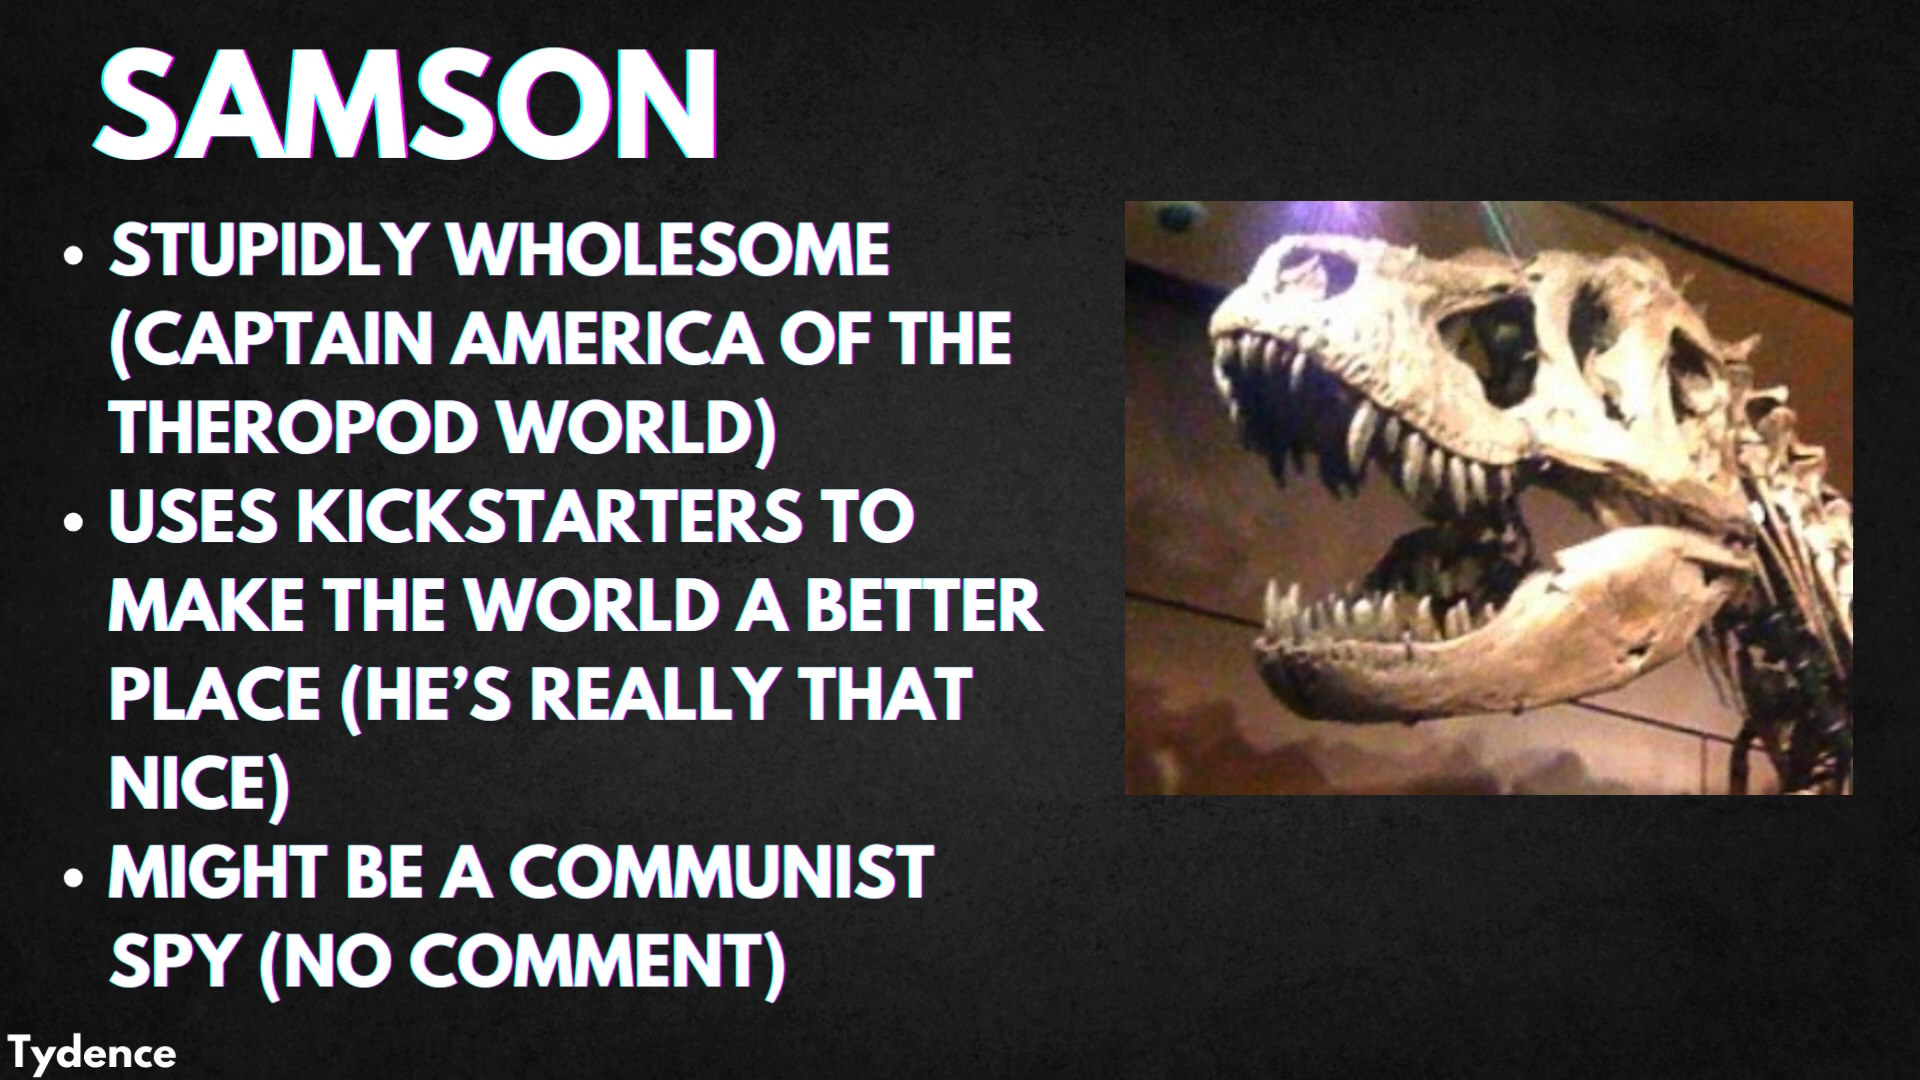 SAMSON
• STUPIDLY WHOLESOME
(CAPTAIN AMERICA OF THE
THEROPOD WORLD)
• USES KICKSTARTERS TO
MAKE THE WORLD A BETTER
PLACE (HE’S REALLY THAT
NICE)
• MIGHT BE A COMMUNIST
SPY (NO COMMENT)
Tydence